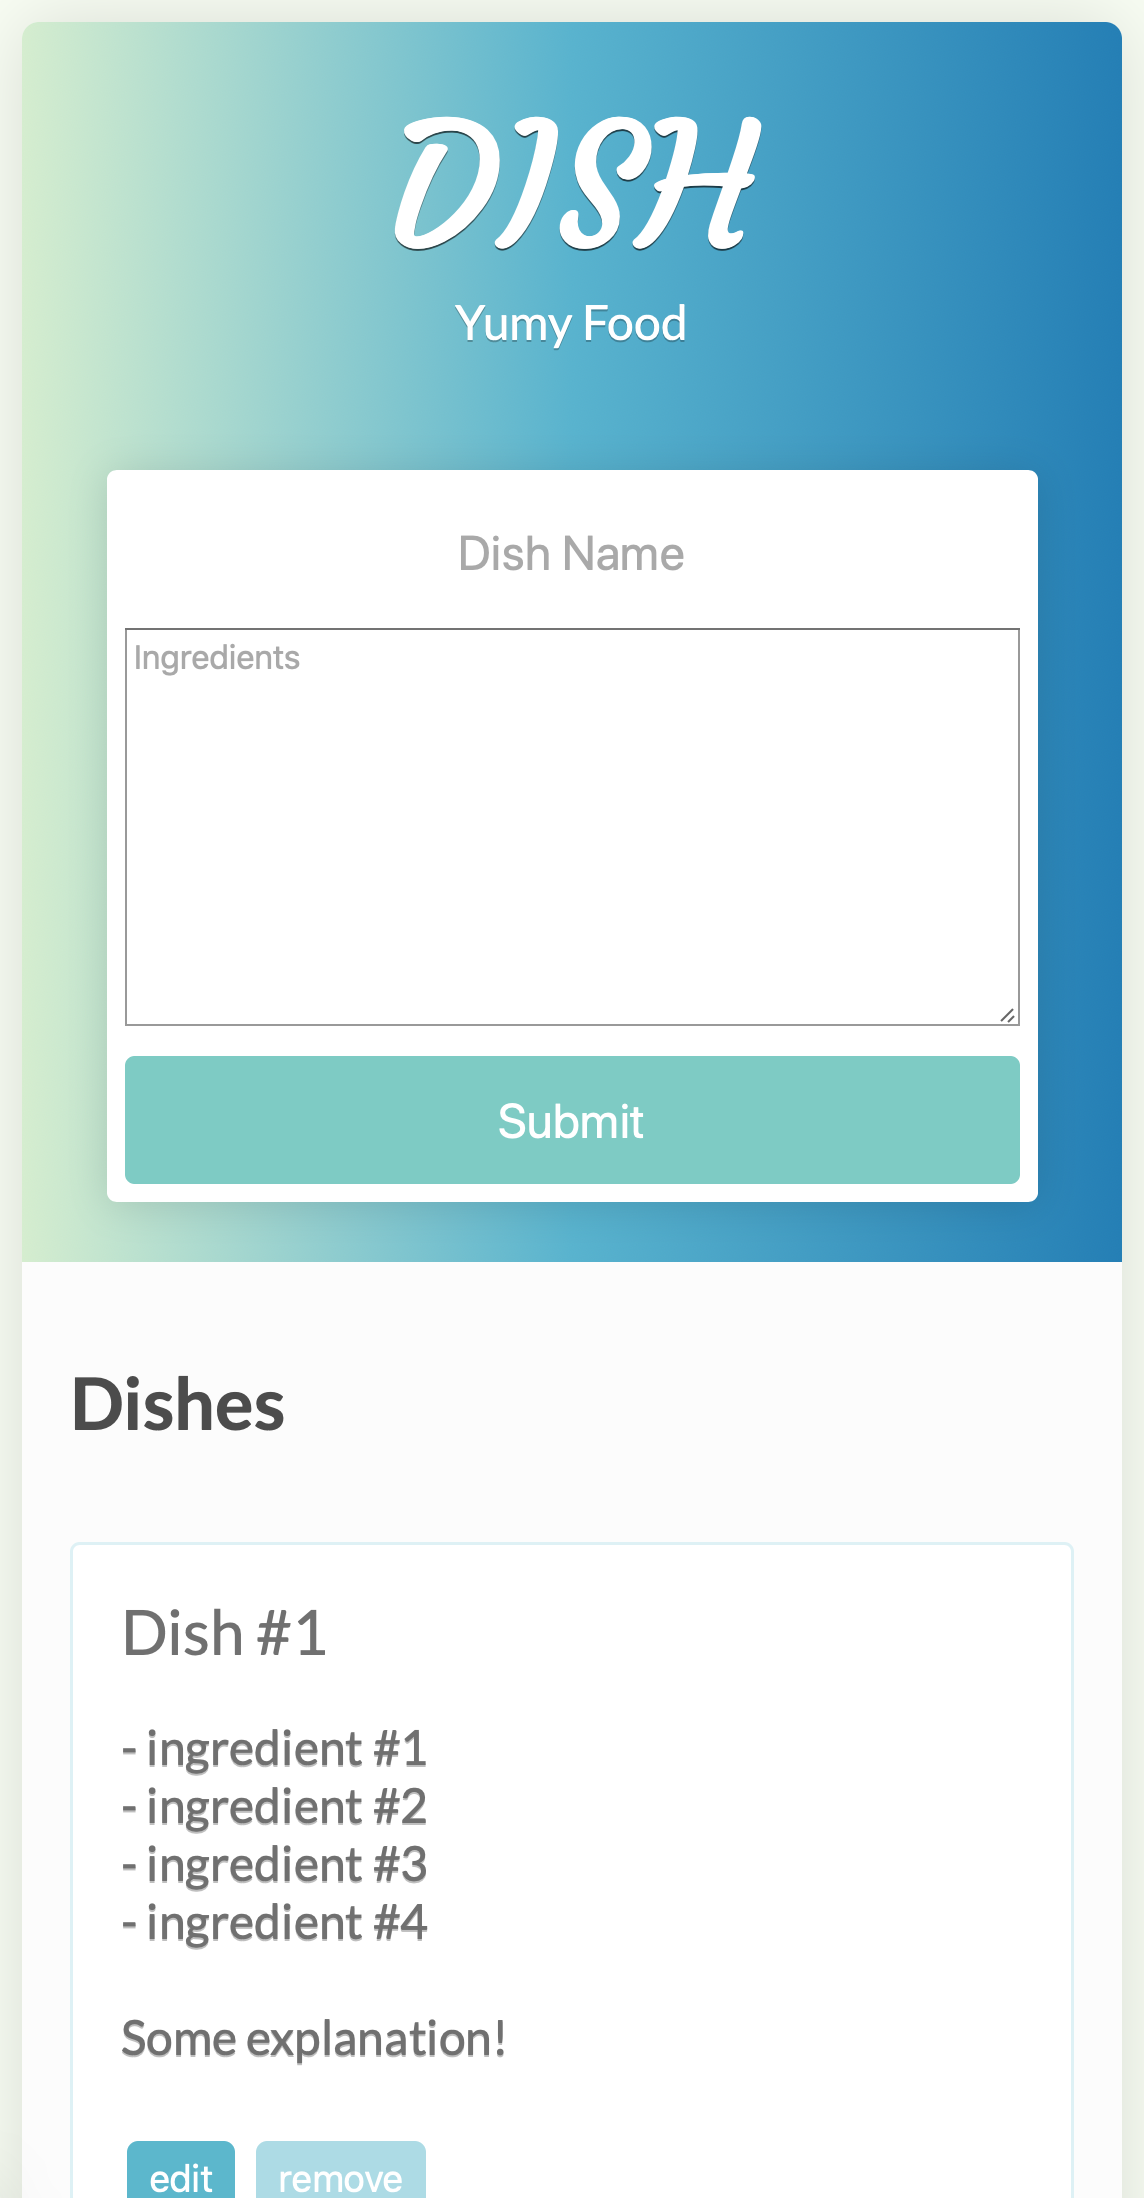 DISH
Yumy Food
Dish Name
Ingredients
Submit
Dishes
Dish #1
- ingredient #1
- ingredient #2
- ingredient #3
- ingredient #4
Some explanation!
edit remove